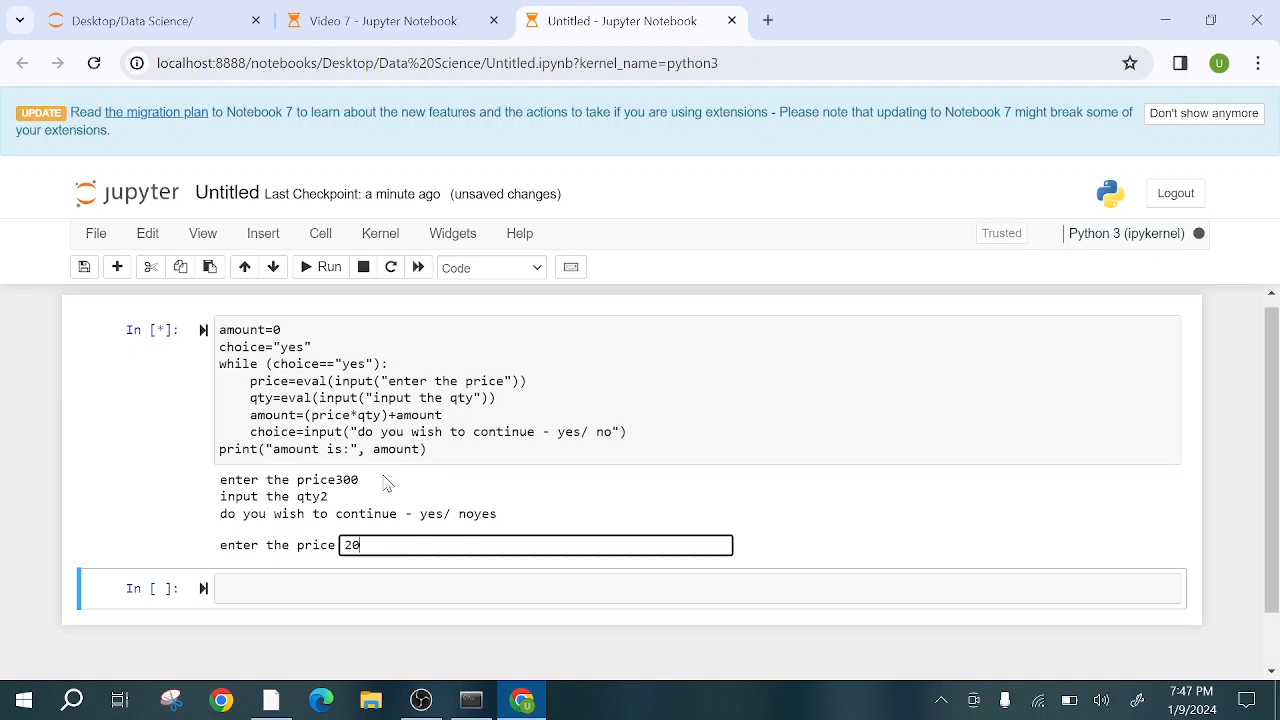 Desktop/Data Science/
Video 7 - Jupyter Notebook
Untitled - Jupyter Notebook
localhost:8888/notebooks/Desktop/Data%20Science/Untitled.ipynb?kernel_name=python3
U
UPDATE Read the migration plan to Notebook 7 to learn about the new features and the actions to take if you are using extensions - Please note that updating to Notebook 7 might break some of
your extensions.
Don't show anymore
jupyter Untitled Last Checkpoint: a minute ago (unsaved changes)
Logout
File Edit View Insert Cell Kernel Widgets Help
Trusted
Python 3 (ipykernel)
Run
Code
In [*]:
amount=0
choice="yes"
while (choice=="yes"):
    price=eval(input("enter the price"))
    qty=eval(input("input the qty"))
    amount=(price*qty)+amount
    choice=input("do you wish to continue - yes/ no")
print("amount is:", amount)
enter the price300
input the qty2
do you wish to continue - yes/ noyes
enter the price 20
In [ ]:
1:47 PM
1/9/2024